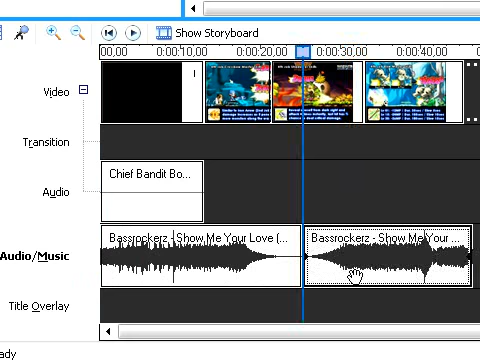 Show Storyboard
00,00 0:00:10,00 0:00:20,00 0:00:30,00 0:00:40,00
Video
Transition
Chief Bandit Bo...
Audio
Bassrockerz - Show Me Your Love (...
Bassrockerz - Show Me Your ...
Audio/Music
Title Overlay
ady